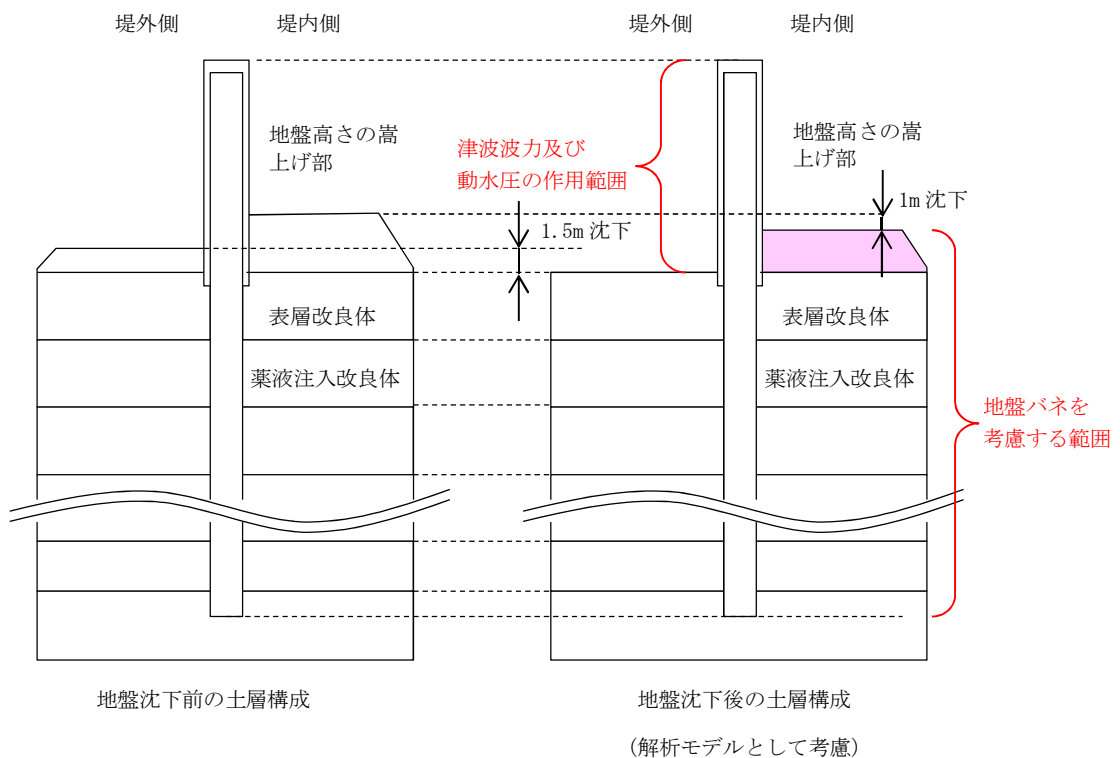 堤外側
堤内側
堤外側
堤内側
地盤高さの嵩
上げ部
津波波力及び
動水圧の作用範囲
地盤高さの嵩
上げ部
1m 沈下
1.5m 沈下
表層改良体
薬液注入改良体
表層改良体
薬液注入改良体
地盤バネを
考慮する範囲
地盤沈下前の土層構成
地盤沈下後の土層構成
(解析モデルとして考慮)